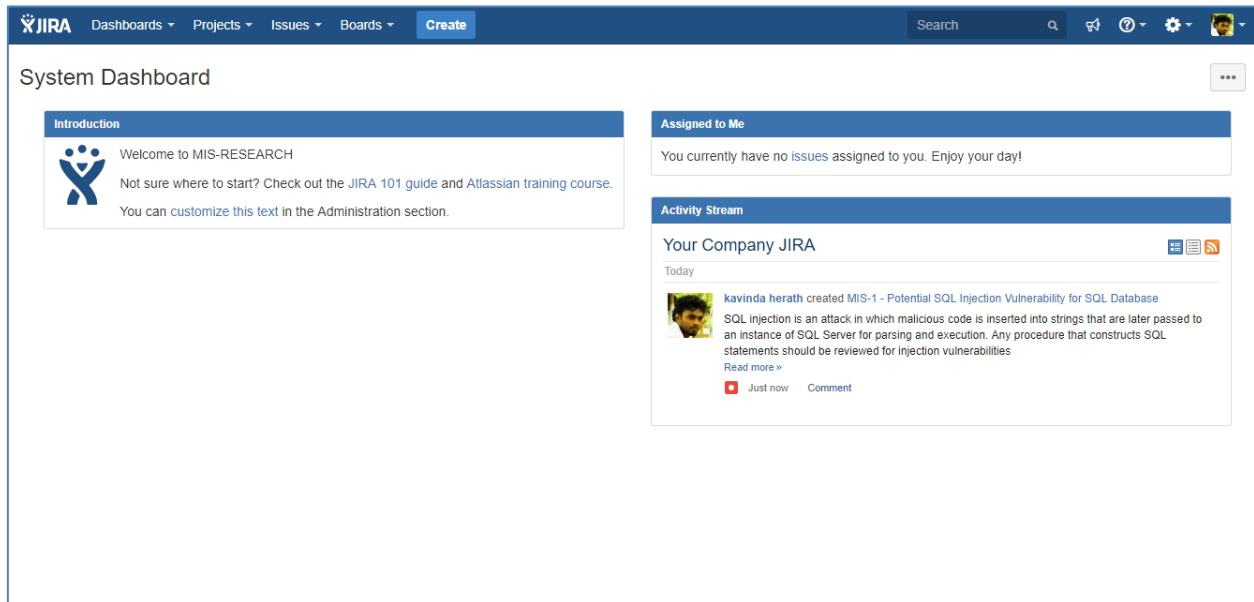 JIRA Dashboards Projects Issues Boards Create Search
System Dashboard
Introduction
Welcome to MIS-RESEARCH
Not sure where to start? Check out the JIRA 101 guide and Atlassian training course.
You can customize this text in the Administration section.
Assigned to Me
You currently have no issues assigned to you. Enjoy your day!
Activity Stream
Your Company JIRA
Today
kavinda herath created MIS-1 - Potential SQL Injection Vulnerability for SQL Database
SQL injection is an attack in which malicious code is inserted into strings that are later passed to
an instance of SQL Server for parsing and execution. Any procedure that constructs SQL
statements should be reviewed for injection vulnerabilities
Read more »
Just now Comment